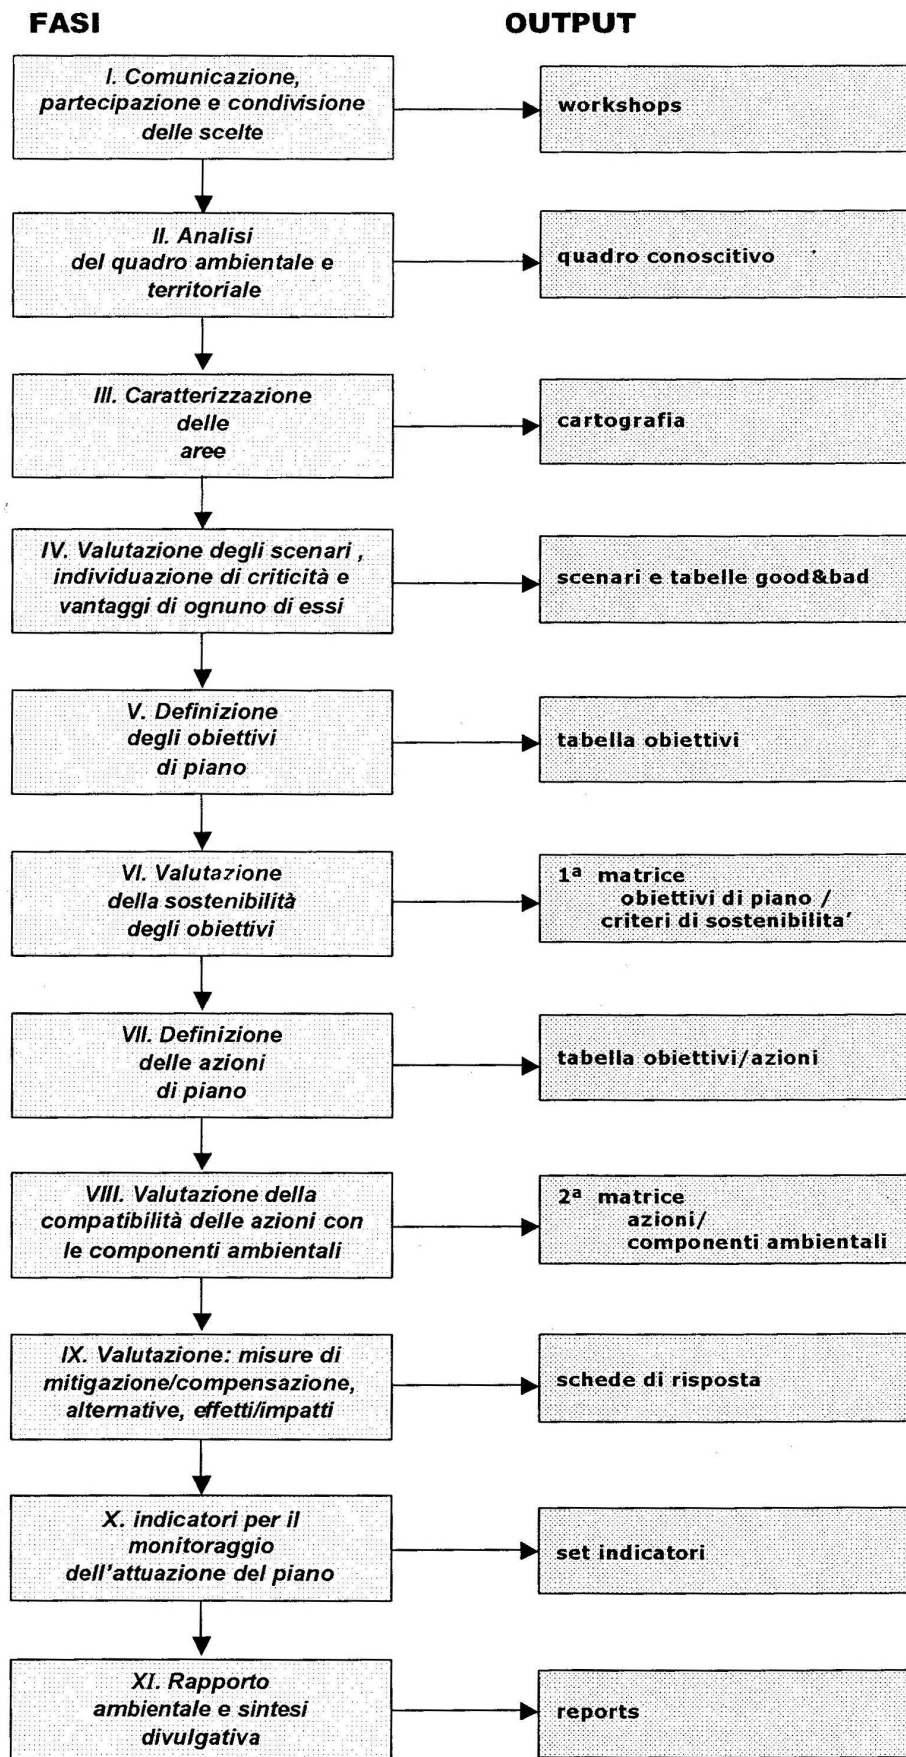 FASI
OUTPUT
I. Comunicazione,
partecipazione e condivisione
delle scelte
workshops
II. Analisi
del quadro ambientale e
territoriale
quadro conoscitivo
III. Caratterizzazione
delle
aree
cartografia
IV. Valutazione degli scenari ,
individuazione di criticità e
vantaggi di ognuno di essi
scenari e tabelle good&bad
V. Definizione
degli obiettivi
di piano
tabella obiettivi
VI. Valutazione
della sostenibilità
degli obiettivi
1ª matrice
obiettivi di piano /
criteri di sostenibilita'
VII. Definizione
delle azioni
di piano
tabella obiettivi/azioni
VIII. Valutazione della
compatibilità delle azioni con
le componenti ambientali
2ª matrice
azioni/
componenti ambientali
IX. Valutazione: misure di
mitigazione/compensazione,
alternative, effetti/impatti
schede di risposta
X. indicatori per il
monitoraggio
dell'attuazione del piano
set indicatori
XI. Rapporto
ambientale e sintesi
divulgativa
reports